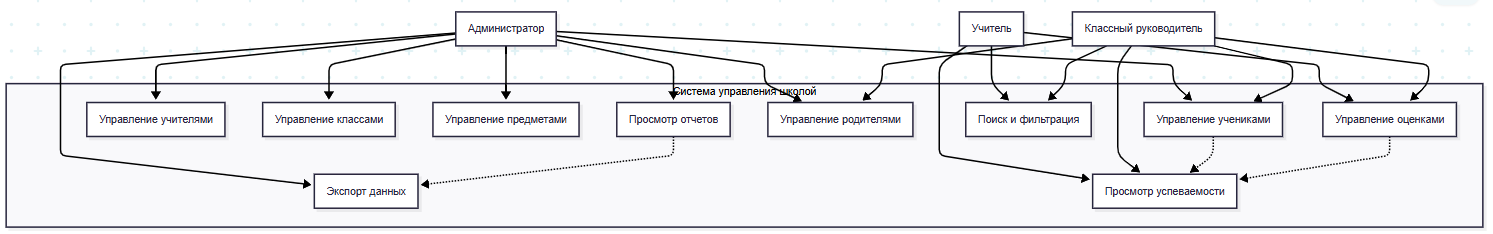 Администратор
Учитель
Классный руководитель
Система управления школой
Управление учителями
Управление классами
Управление предметами
Просмотр отчетов
Управление родителями
Поиск и фильтрация
Управление учениками
Управление оценками
Экспорт данных
Просмотр успеваемости